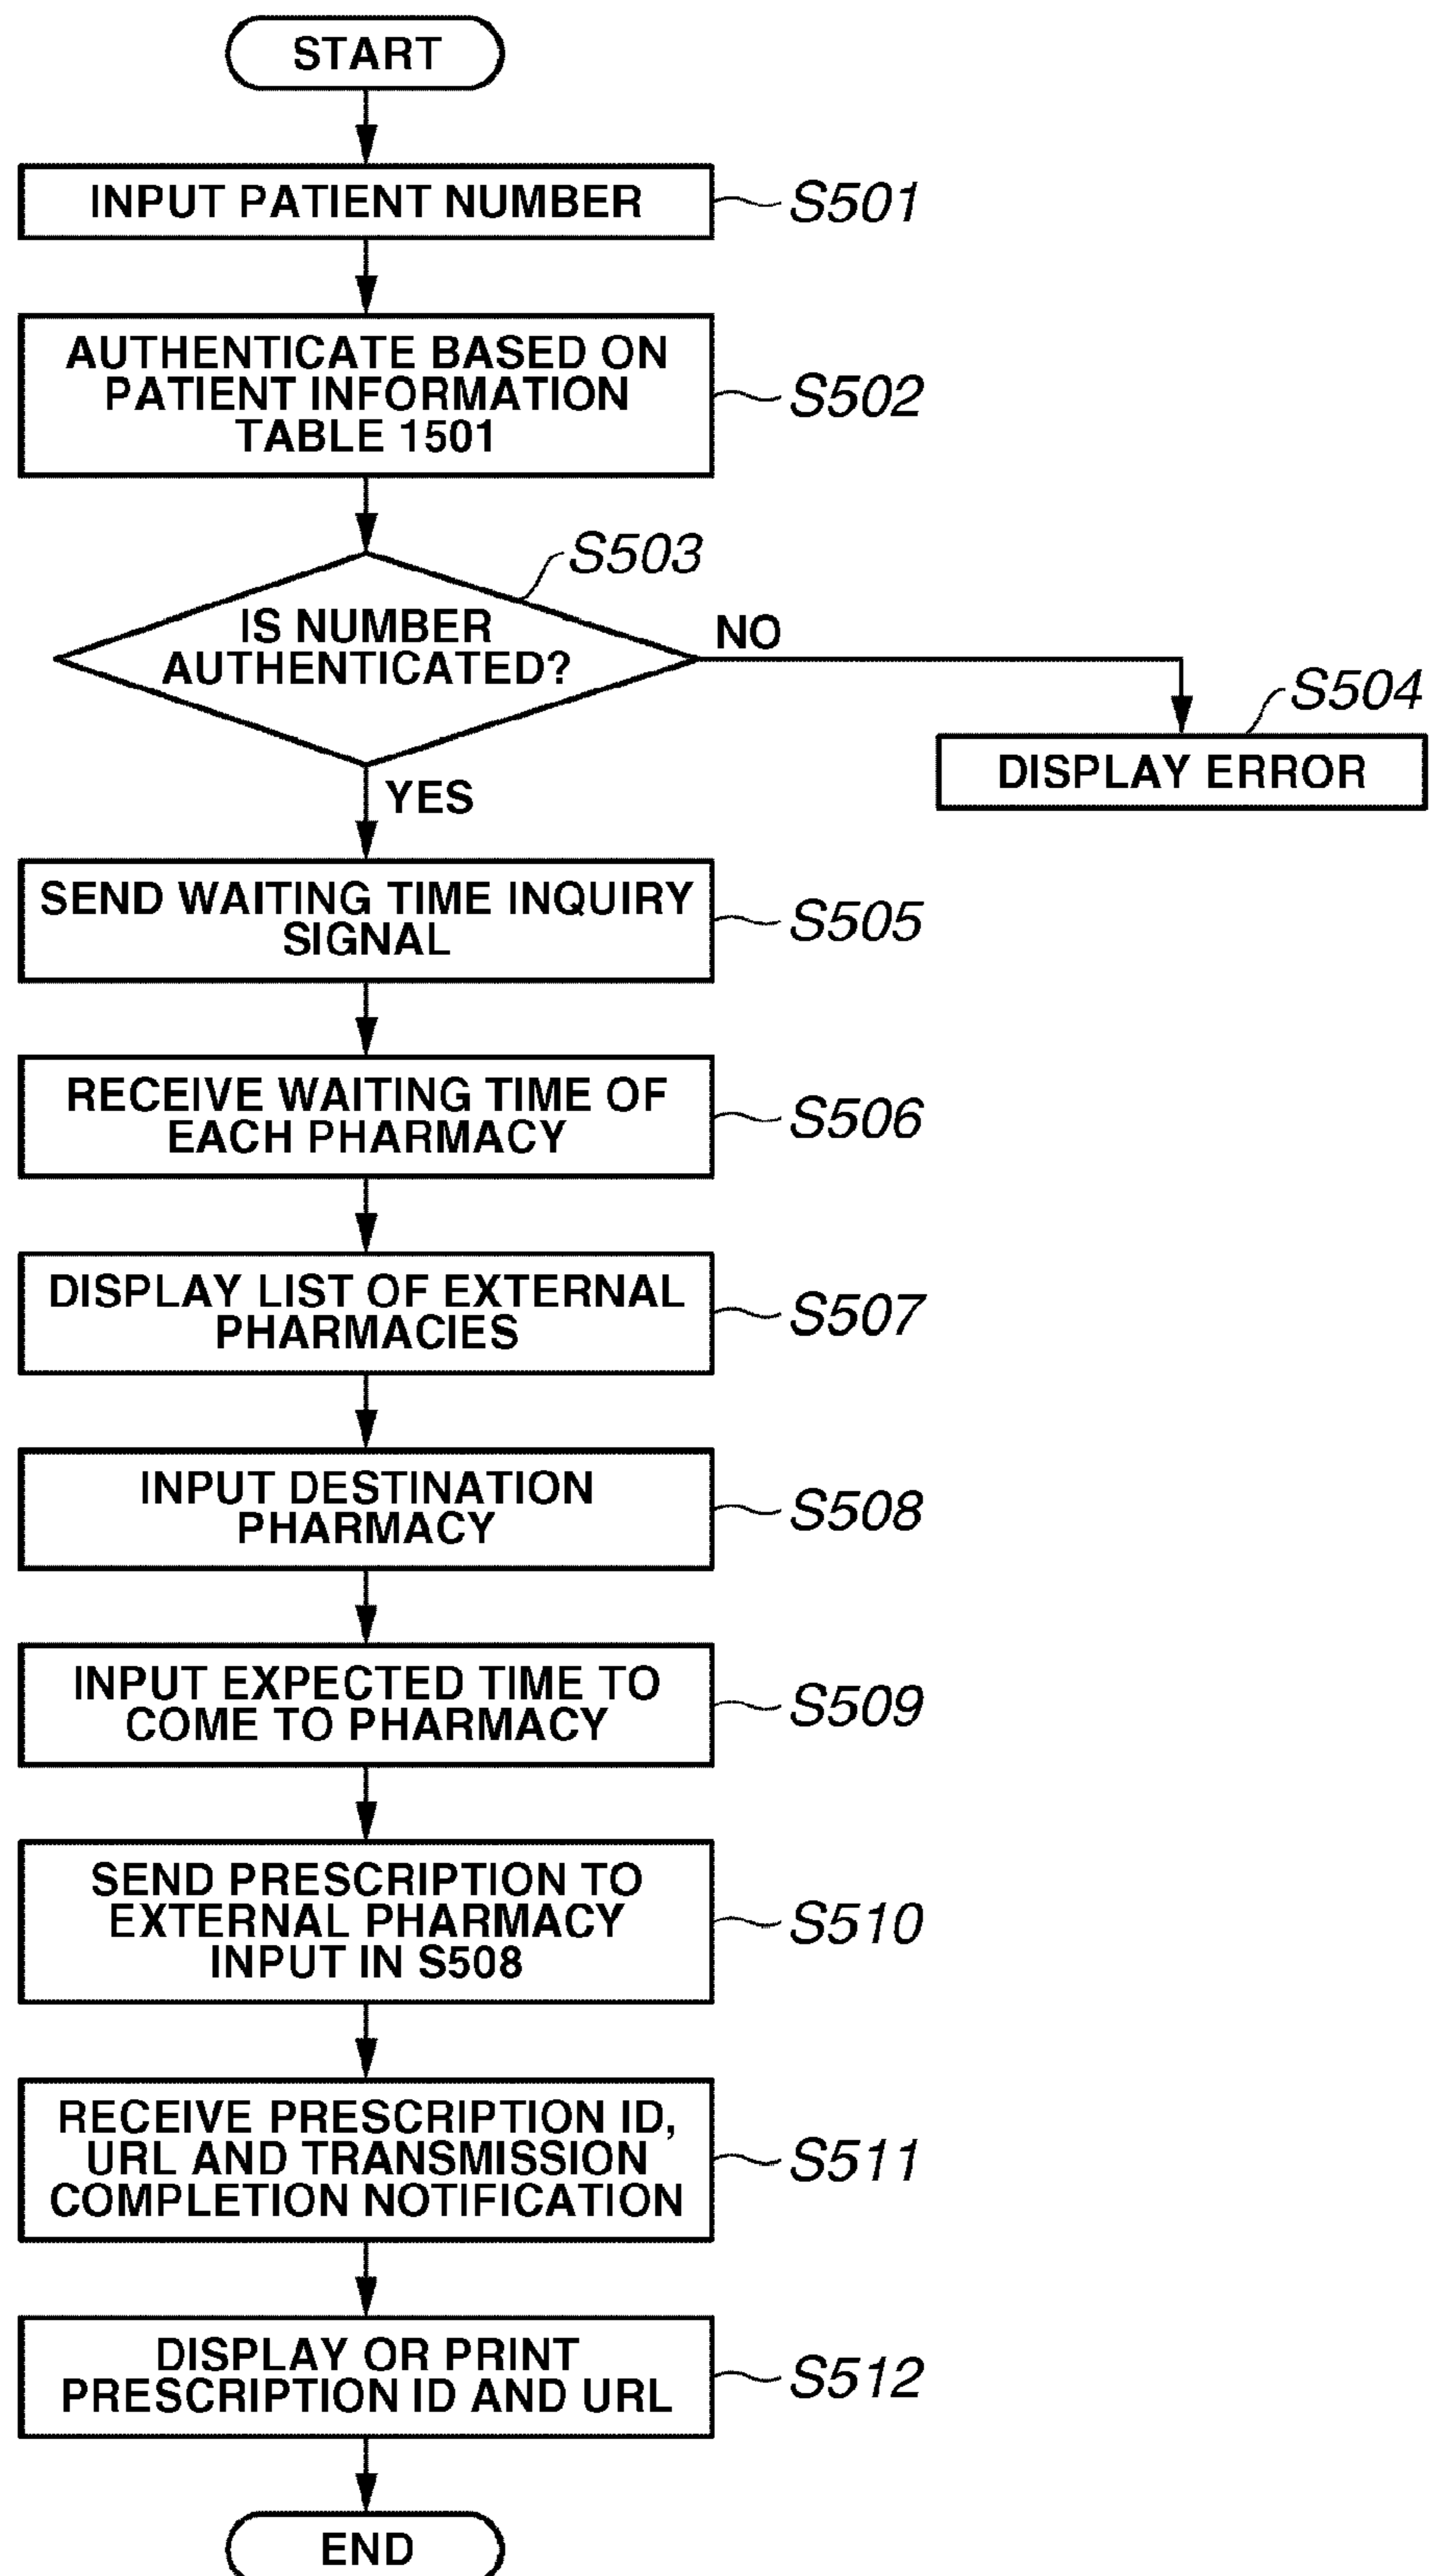 START
INPUT PATIENT NUMBER
S501
AUTHENTICATE BASED ON
PATIENT INFORMATION
TABLE 1501
S502
S503
IS NUMBER
AUTHENTICATED?
NO
S504
DISPLAY ERROR
YES
SEND WAITING TIME INQUIRY
SIGNAL
S505
RECEIVE WAITING TIME OF
EACH PHARMACY
S506
DISPLAY LIST OF EXTERNAL
PHARMACIES
S507
INPUT DESTINATION
PHARMACY
S508
INPUT EXPECTED TIME TO
COME TO PHARMACY
S509
SEND PRESCRIPTION TO
EXTERNAL PHARMACY
INPUT IN S508
S510
RECEIVE PRESCRIPTION ID,
URL AND TRANSMISSION
COMPLETION NOTIFICATION
S511
DISPLAY OR PRINT
PRESCRIPTION ID AND URL
S512
END